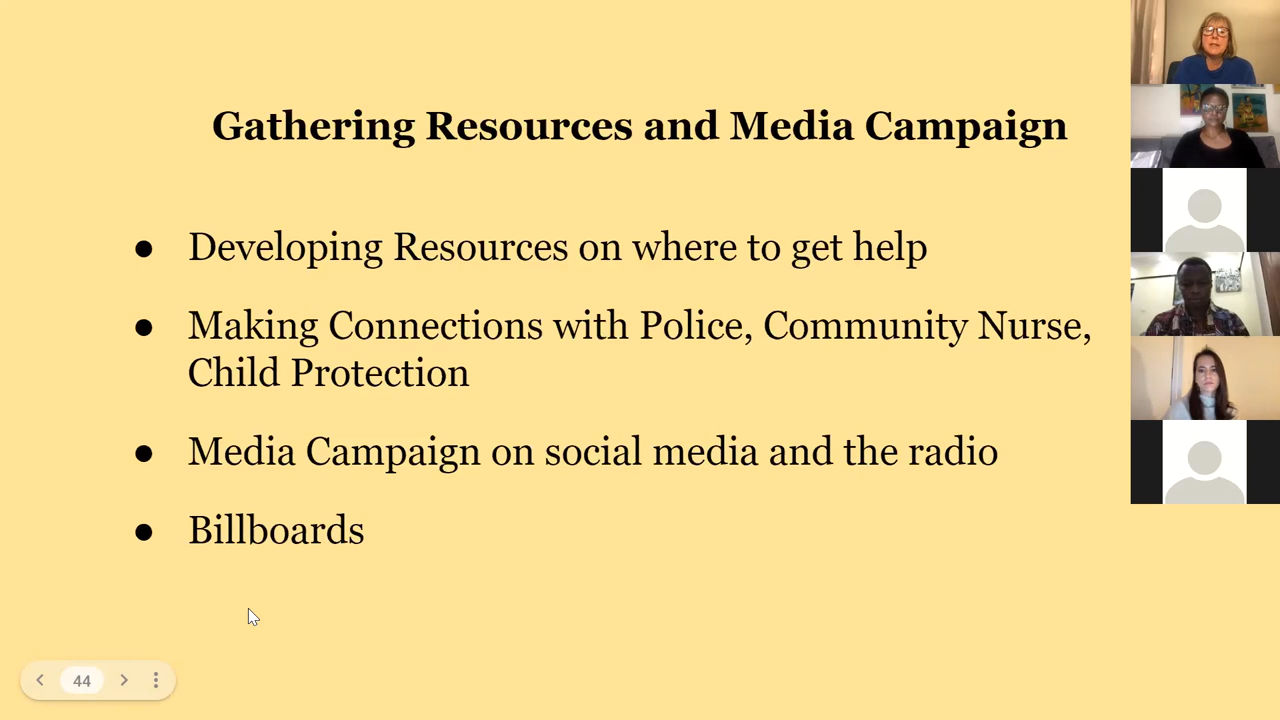 Gathering Resources and Media Campaign
● Developing Resources on where to get help
● Making Connections with Police, Community Nurse,
Child Protection
● Media Campaign on social media and the radio
● Billboards
44